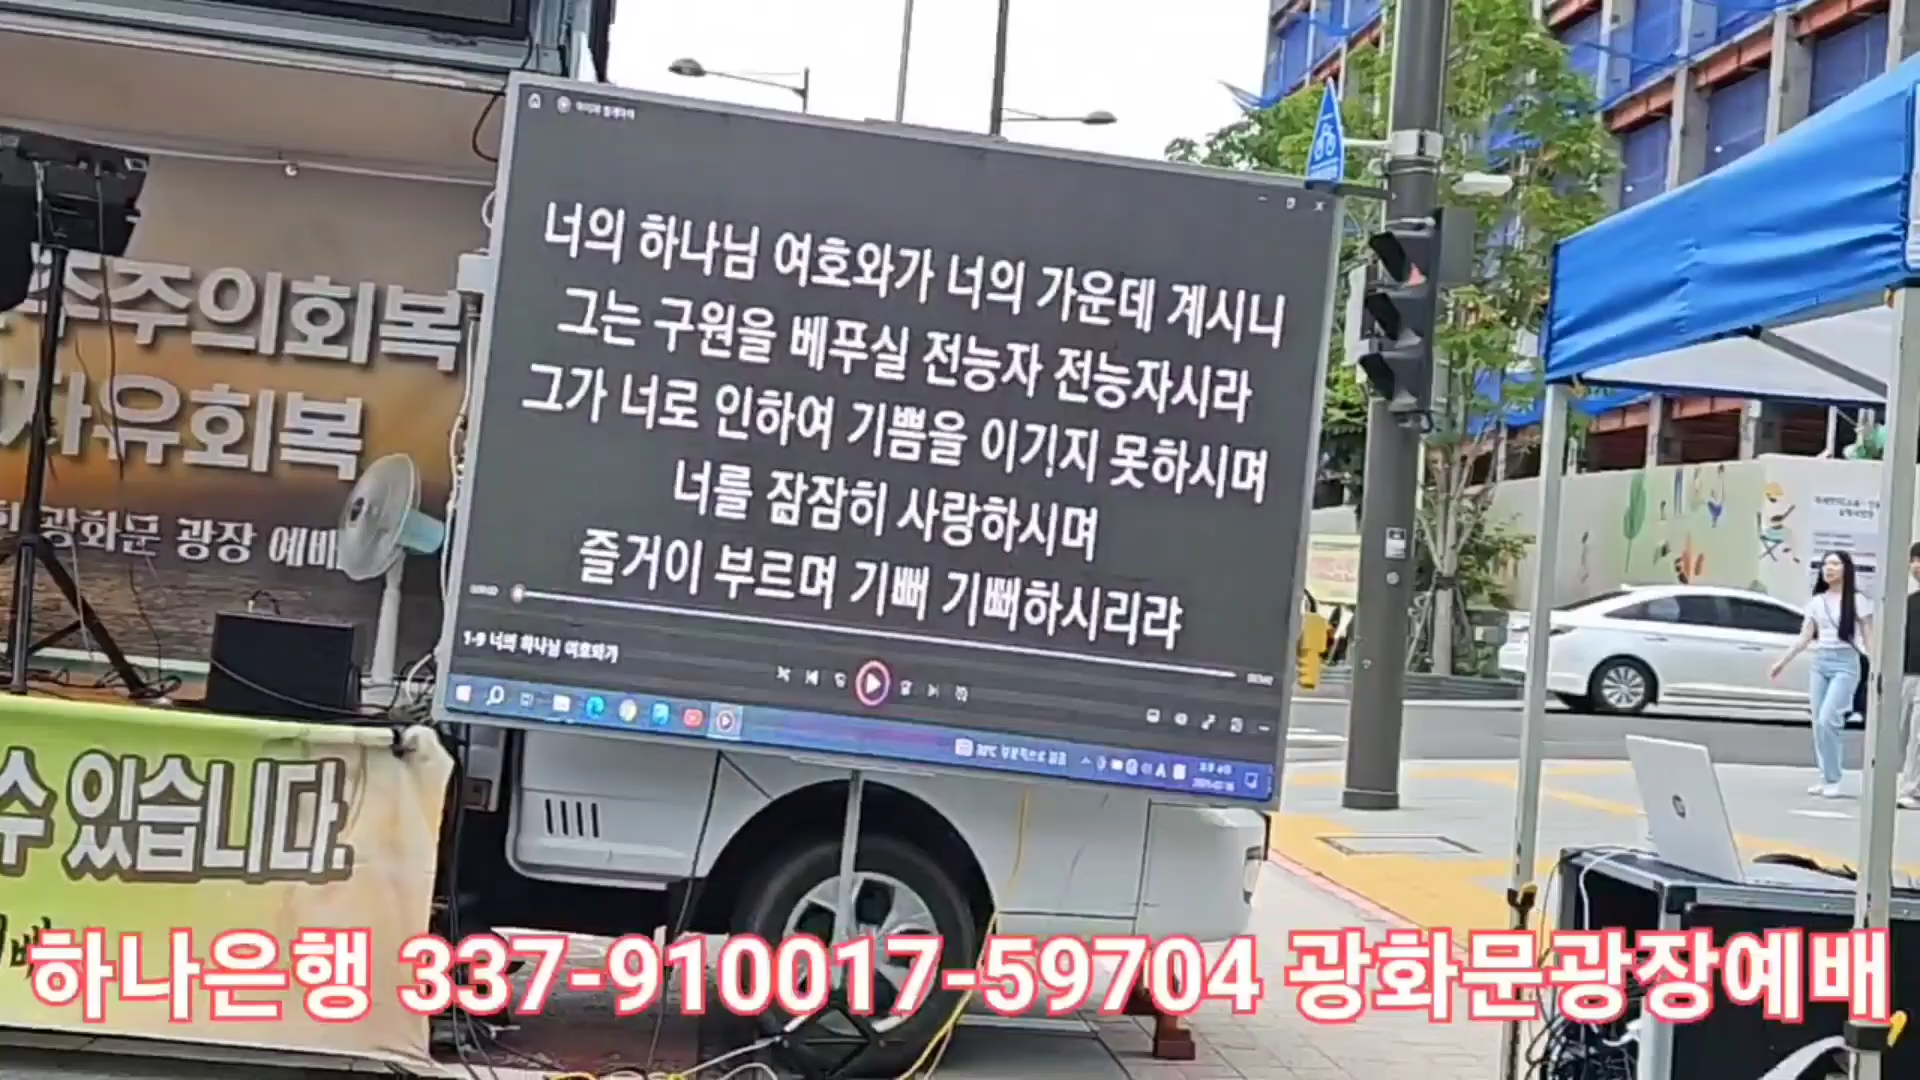 너의 하나님 여호와가 너의 가운데 계시니
그는 구원을 베푸실 전능자 전능자시라
그가 너로 인하여 기쁨을 이기지 못하시며
너를 잠잠히 사랑하시며
즐거이 부르며 기뻐 기뻐하시리랴
1-9 너의 하나님 여호와가
주주의회복
자유회복
광화문 광장 예배
수 있습니다.
하나은행 337-910017-59704 광화문광장예배